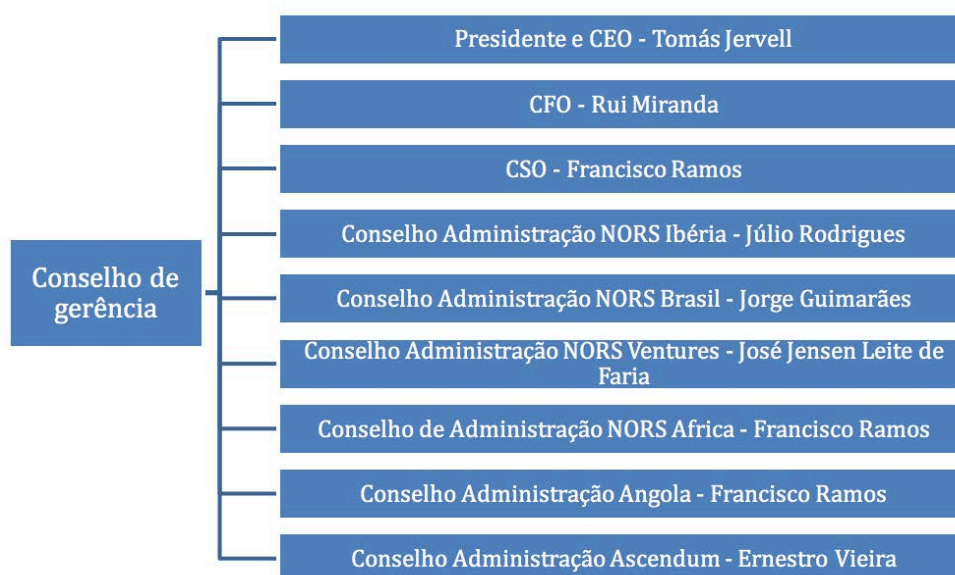 Conselho de
gerência
Presidente e CEO - Tomás Jervell
CFO - Rui Miranda
CSO - Francisco Ramos
Conselho Administração NORS Ibéria - Júlio Rodrigues
Conselho Administração NORS Brasil - Jorge Guimarães
Conselho Administração NORS Ventures - José Jensen Leite de
Faria
Conselho de Administração NORS Africa - Francisco Ramos
Conselho Administração Angola - Francisco Ramos
Conselho Administração Ascendum - Ernestro Vieira